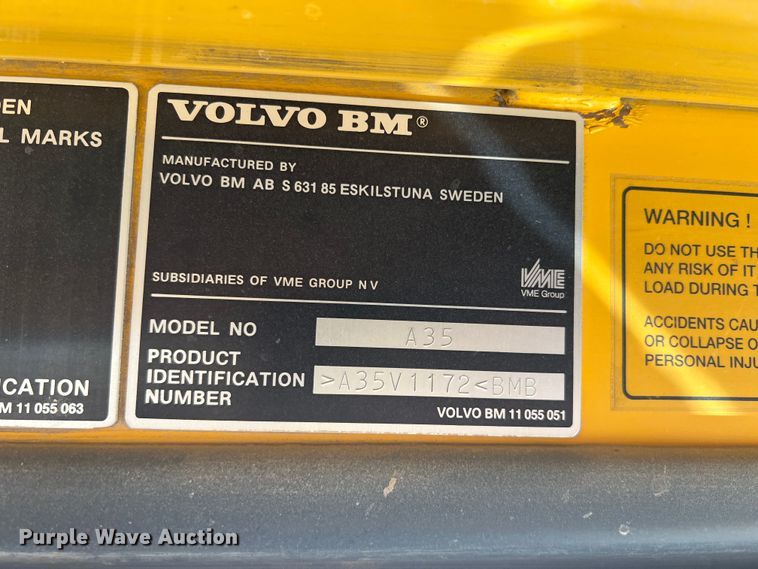 DEN
L MARKS
ICATION
M 11 055 063
VOLVO BM®
MANUFACTURED BY
VOLVO BM AB S 631 85 ESKILSTUNA SWEDEN
SUBSIDIARIES OF VME GROUP N V
VME
VME Group
MODEL NO A35
PRODUCT
IDENTIFICATION >A35V1172<BMB
NUMBER
VOLVO BM 11 055 051
WARNING !
DO NOT USE TH
ANY RISK OF IT
LOAD DURING T
ACCIDENTS CAU
OR COLLAPSE O
PERSONAL INJU
Purple Wave Auction